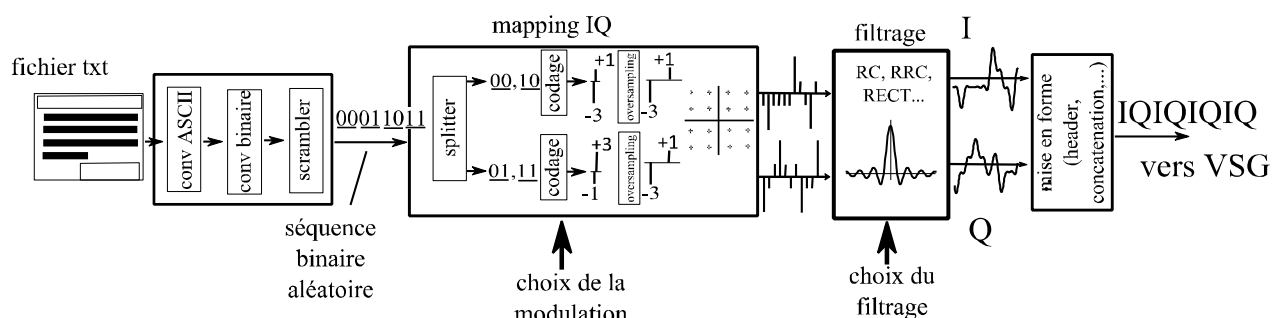 fichier txt
conv ASCII
conv binaire
scrambler
00011011
séquence
binaire
aléatoire
mapping IQ
splitter
00,10
codage
+1
-3
oversampling
+1
-3
01,11
codage
+3
-1
oversampling
+1
-3
choix de la
modulation
filtrage
RC, RRC,
RECT...
choix du
filtrage
I
Q
mise en forme
(header,
concatenation,...)
IQIQIQIQ
vers VSG